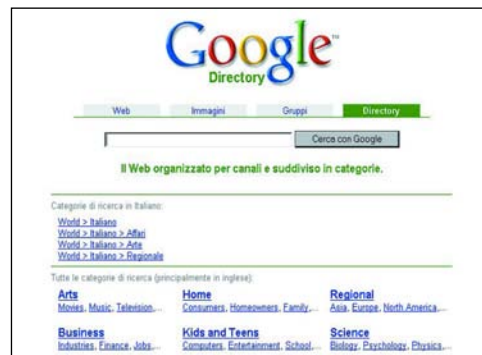 Google™
Directory
Web Immagini Gruppi Directory
Cerca con Google
Il Web organizzato per canali e suddiviso in categorie.
Categorie di ricerca in Italiano:
World > Italiano
World > Italiano > Affari
World > Italiano > Arte
World > Italiano > Regionale
Tutte le categorie di ricerca (principalmente in inglese):
Arts Home Regional
Movies, Music, Television,... Consumers, Homeowners, Family,... Asia, Europe, North America,...
Business Kids and Teens Science
Industries, Finance, Jobs,... Computers, Entertainment, School,... Biology, Psychology, Physics,...